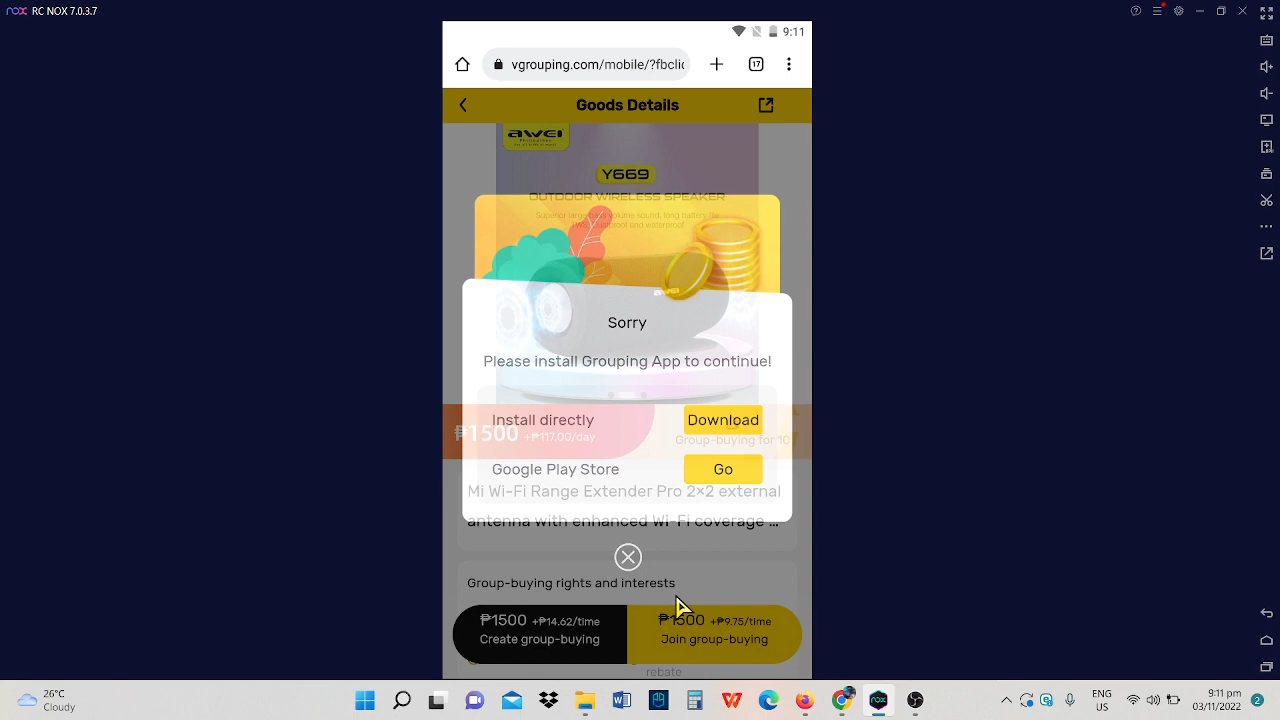 nox RC NOX 7.0.3.7
9:11
vgrouping.com/mobile/?fbclic
17
Goods Details
awei
Y669
OUTDOOR WIRELESS SPEAKER
Sorry
Please install Grouping App to continue!
Install directly
Download
₱1500 +₱117.00/day
Group-buying for 10
Google Play Store
Go
Mi Wi-Fi Range Extender Pro 2×2 external
antenna with enhanced Wi-Fi coverage ...
Group-buying rights and interests
₱1500 +₱14.62/time
Create group-buying
₱1500 +₱9.75/time
Join group-buying
rebate
26°C
Cloudy
ENG
US
9:11 PM
03/11/2022
2